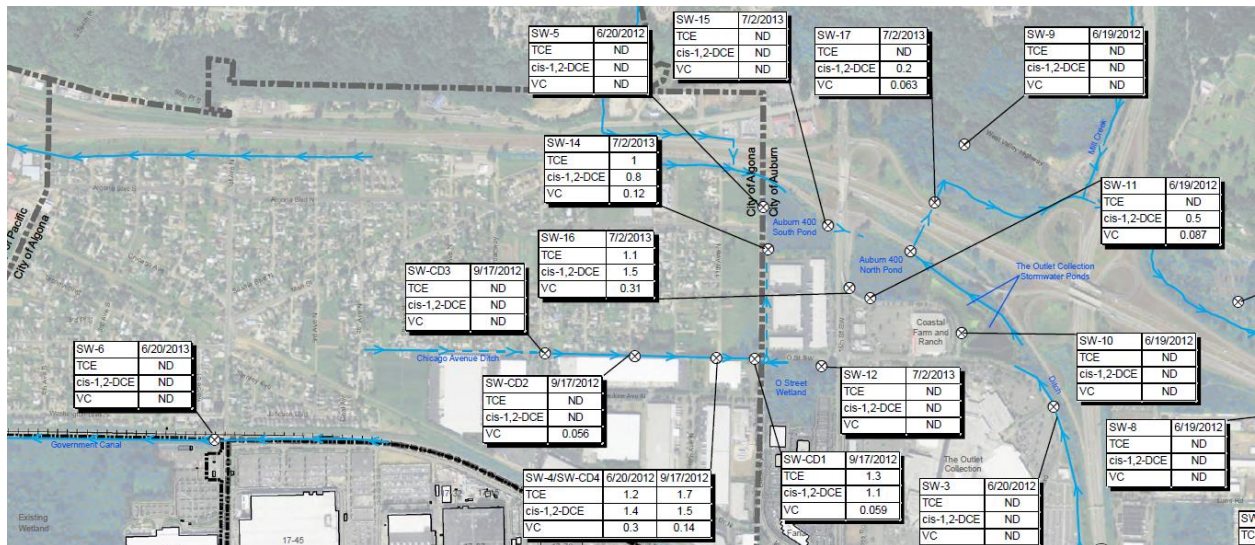 SW-5 6/20/2012
TCE ND
cis-1,2-DCE ND
VC ND
SW-15 7/2/2013
TCE ND
cis-1,2-DCE ND
VC ND
SW-17 7/2/2013
TCE ND
cis-1,2-DCE 0.2
VC 0.063
SW-9 6/19/2012
TCE ND
cis-1,2-DCE ND
VC ND
West Valley Highway
Mill Creek
SW-14 7/2/2013
TCE 1
cis-1,2-DCE 0.8
VC 0.12
City of Algona
City of Auburn
SW-11 6/19/2012
TCE ND
cis-1,2-DCE 0.5
VC 0.087
Algona Blvd N
of Pacific
City of Algona
Auburn 400
South Pond
SW-16 7/2/2013
TCE 1.1
cis-1,2-DCE 1.5
VC 0.31
Auburn 400
North Pond
The Outlet Collection
Stormwater Ponds
SW-CD3 9/17/2012
TCE ND
cis-1,2-DCE ND
VC ND
Coastal
Farm and
Ranch
SW-6 6/20/2013
TCE ND
cis-1,2-DCE ND
VC ND
Chicago Avenue Ditch
O St SW
SW-10 6/19/2012
TCE ND
cis-1,2-DCE ND
VC ND
SW-CD2 9/17/2012
TCE ND
cis-1,2-DCE ND
VC 0.056
O Street
Wetland
SW-12 7/2/2013
TCE ND
cis-1,2-DCE ND
VC ND
Ditch
Government Canal
SW-8 6/19/2012
TCE ND
cis-1,2-DCE ND
VC ND
SW-4/SW-CD4 6/20/2012 9/17/2012
TCE 1.2 1.7
cis-1,2-DCE 1.4 1.5
VC 0.3 0.14
SW-CD1 9/17/2012
TCE 1.3
cis-1,2-DCE 1.1
VC 0.059
The Outlet
Collection
SW-3 6/20/2012
TCE ND
cis-1,2-DCE ND
VC ND
Existing
Wetland
17-45
SW
TC